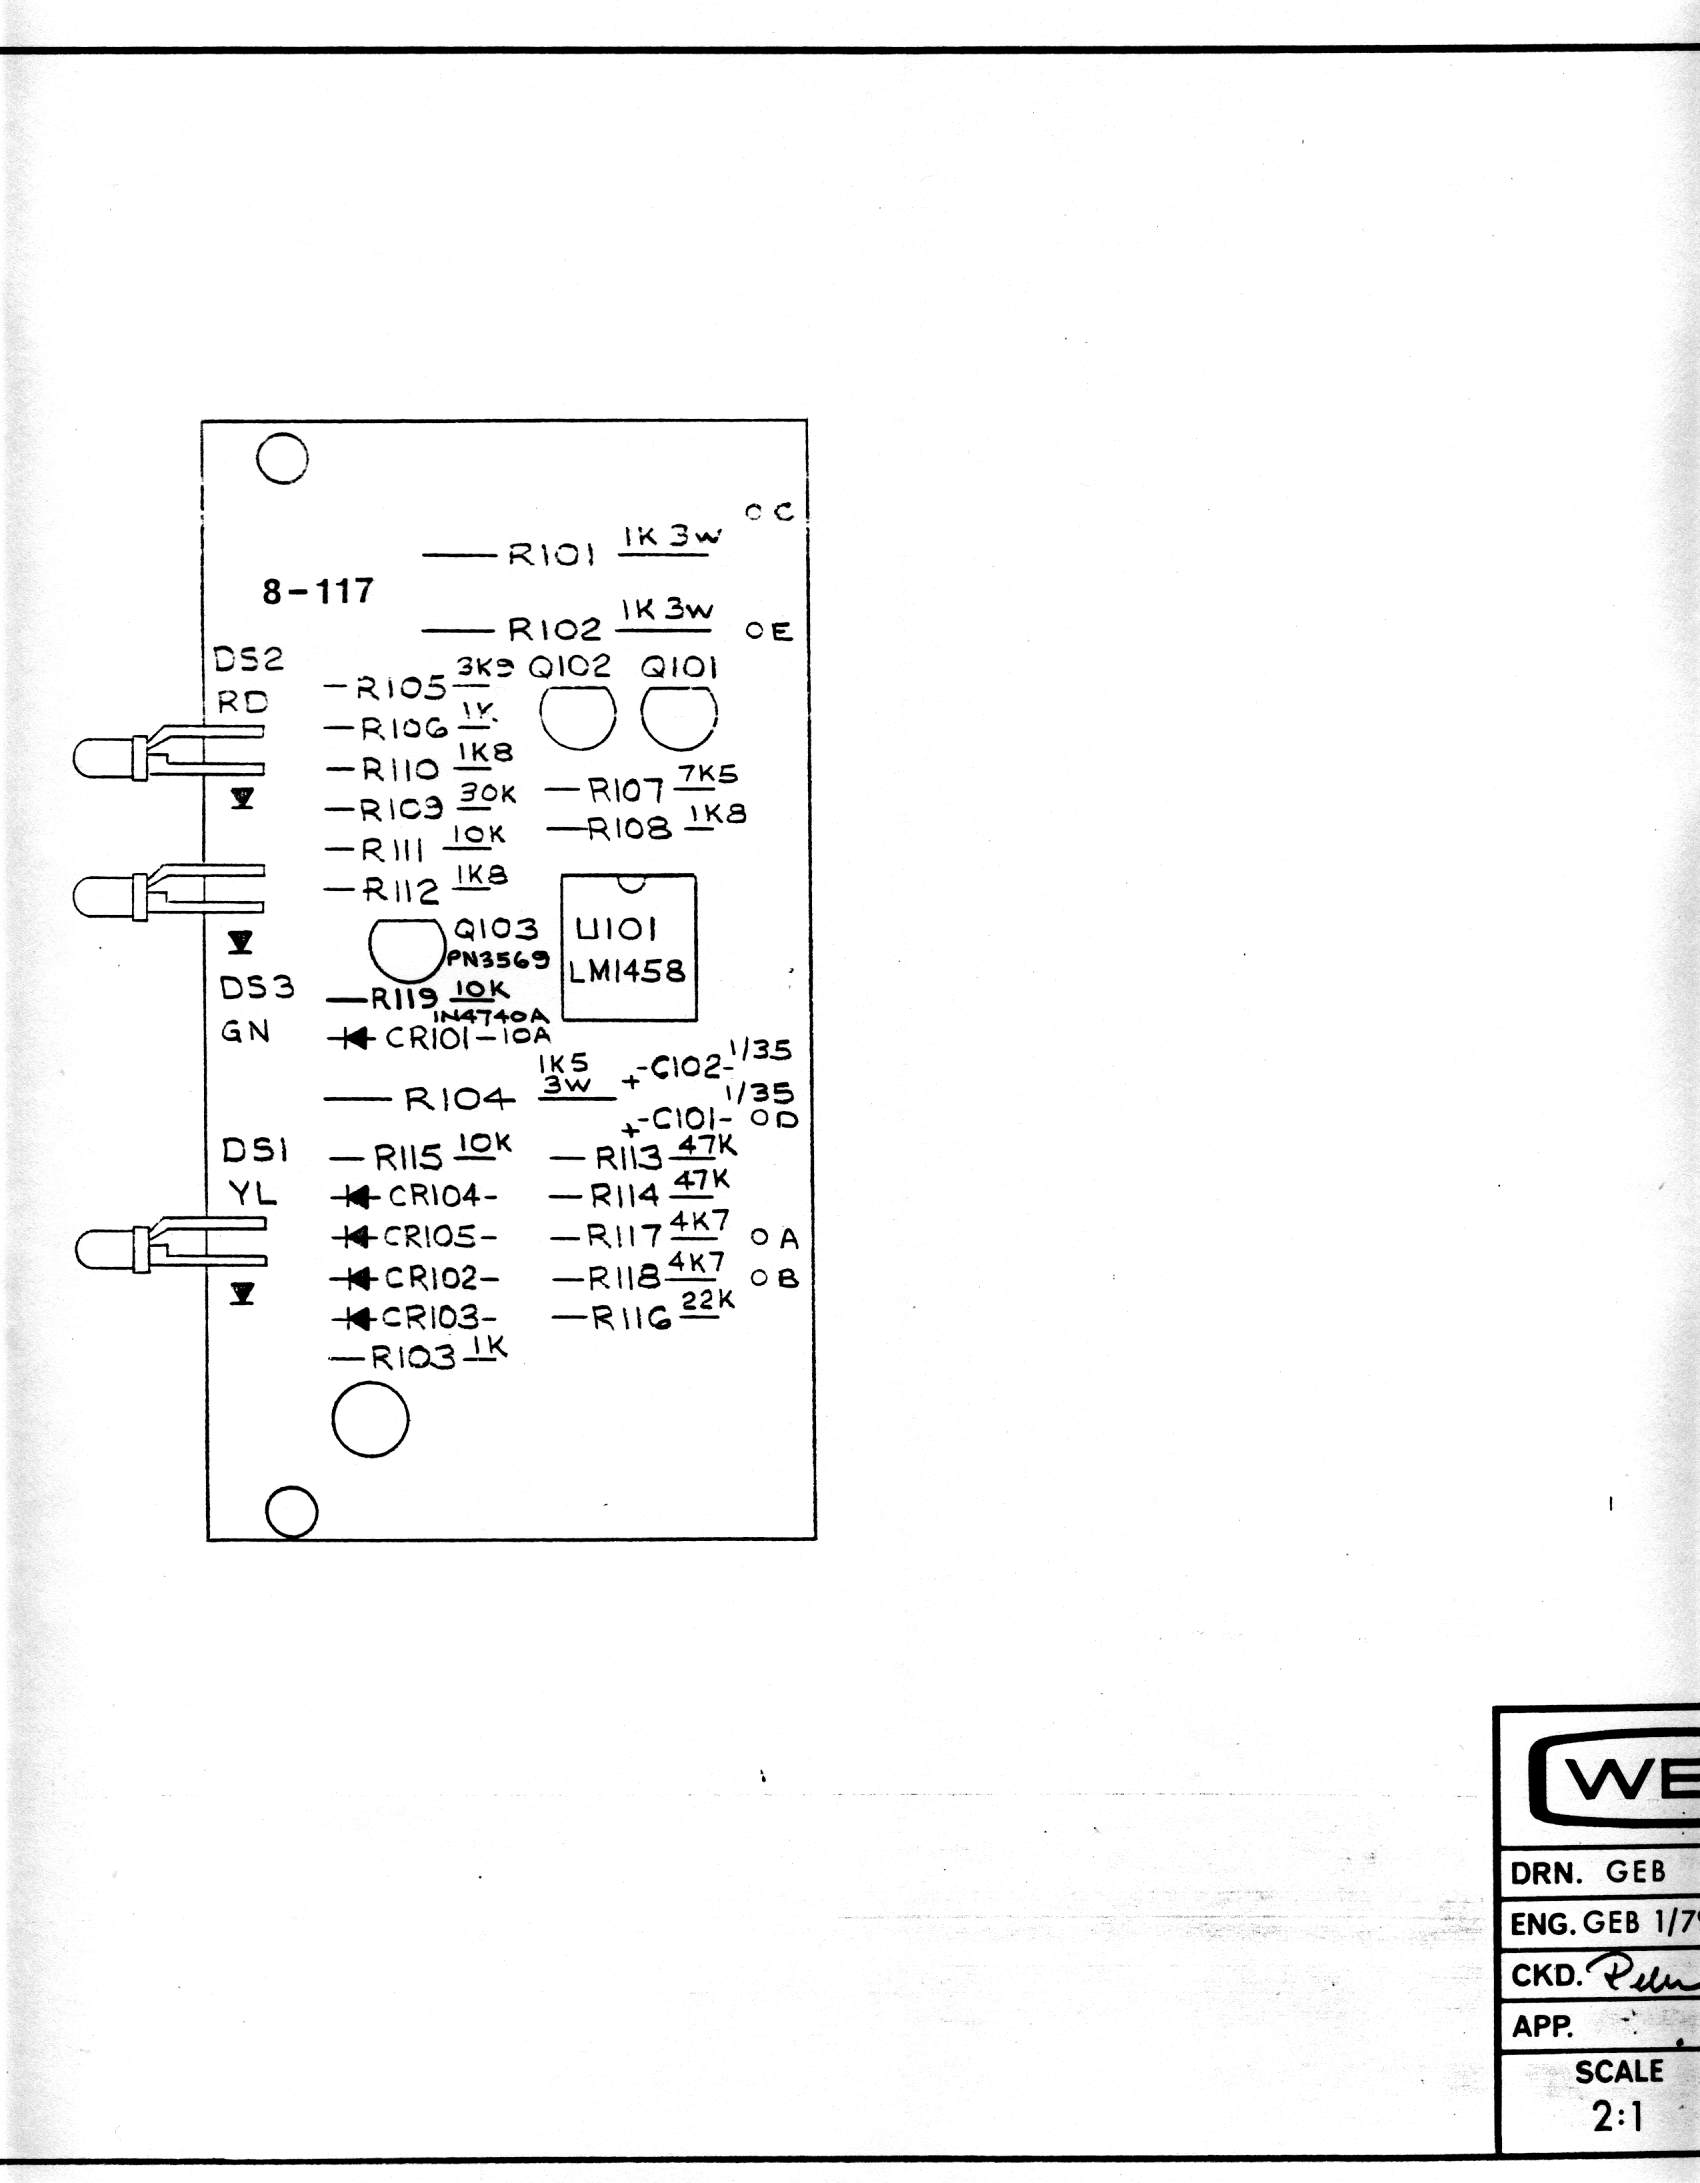 C
R101 1K 3W
8-117
R102 1K 3W E
DS2
RD
R105 3K9 Q102 Q101
R106 1K
R110 1K8
R109 30K R107 7K5
R108 1K8
R111 10K
R112 1K8
Q103
PN3569
U101
LM1458
DS3
GN
R119 10K
1N4740A
CR101-10A
R104 1K5
3W
+ -C102- 1/35
+ -C101- 1/35
D
DS1
YL
R115 10K R113 47K
CR104- R114 47K
CR105- R117 4K7 A
CR102- R118 4K7 B
CR103- R116 22K
R103 1K
WE
DRN. GEB
ENG. GEB 1/79
CKD.
APP.
SCALE
2:1